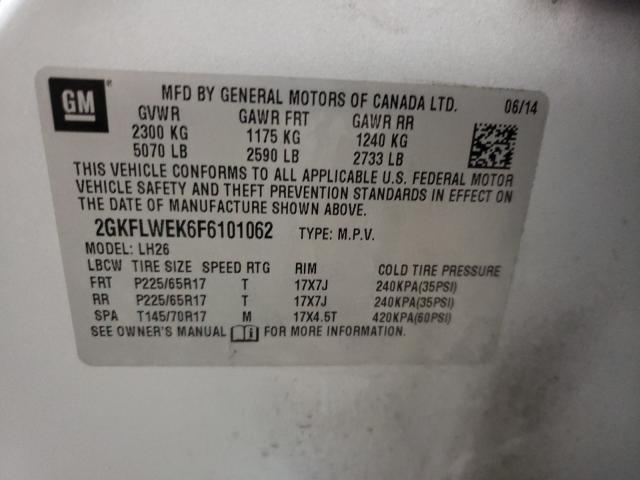 GM
MFD BY GENERAL MOTORS OF CANADA LTD. 06/14
GVWR GAWR FRT GAWR RR
2300 KG 1175 KG 1240 KG
5070 LB 2590 LB 2733 LB
THIS VEHICLE CONFORMS TO ALL APPLICABLE U.S. FEDERAL MOTOR
VEHICLE SAFETY AND THEFT PREVENTION STANDARDS IN EFFECT ON
THE DATE OF MANUFACTURE SHOWN ABOVE.
2GKFLWEK6F6101062 TYPE: M.P.V.
MODEL: LH26
LBCW TIRE SIZE SPEED RTG RIM COLD TIRE PRESSURE
FRT P225/65R17 T 17X7J 240KPA(35PSI)
RR P225/65R17 T 17X7J 240KPA(35PSI)
SPA T145/70R17 M 17X4.5T 420KPA(60PSI)
SEE OWNER'S MANUAL FOR MORE INFORMATION.